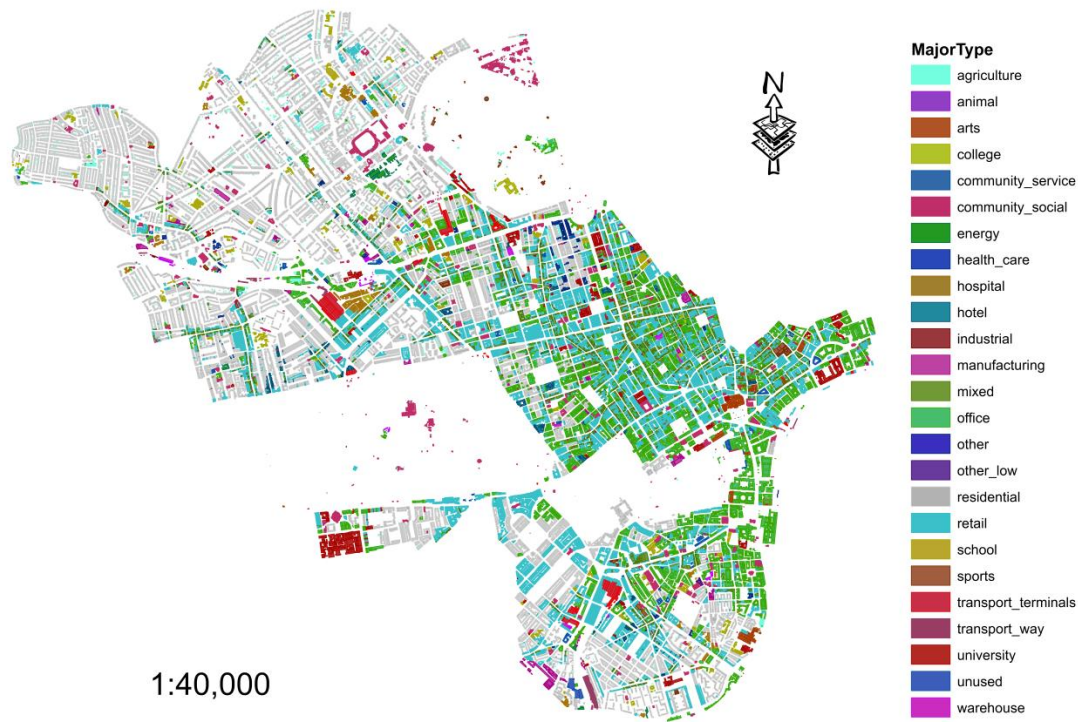 MajorType
N
agriculture
animal
arts
college
community_service
community_social
energy
health_care
hospital
hotel
industrial
manufacturing
mixed
office
other
other_low
residential
retail
school
sports
transport_terminals
transport_way
university
unused
warehouse
1:40,000